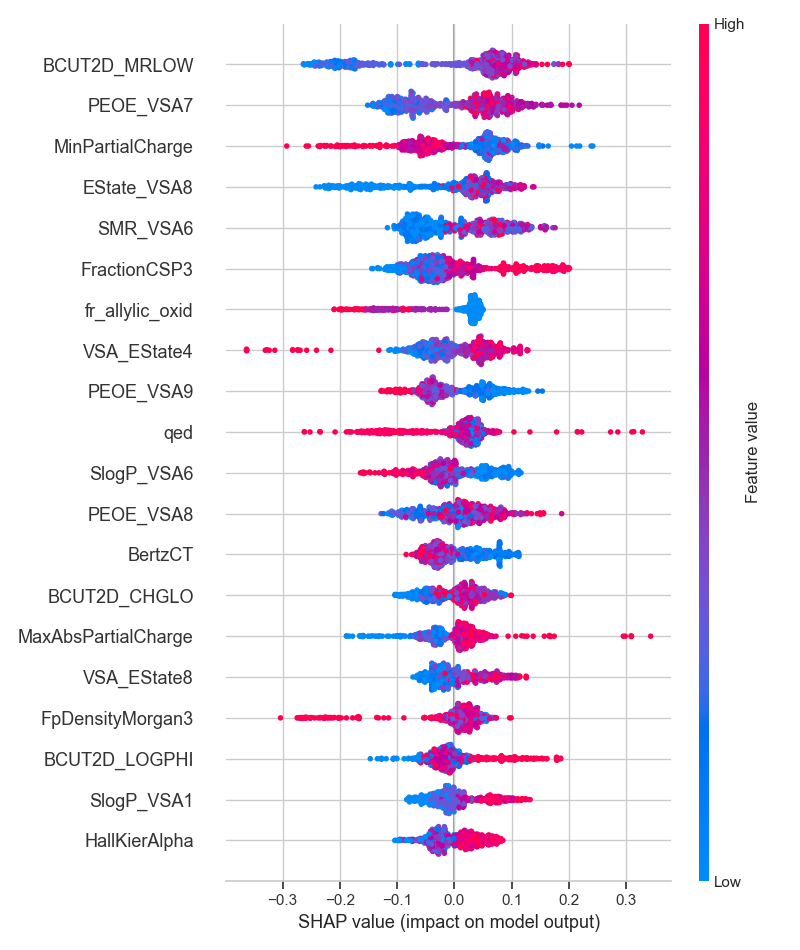 High
BCUT2D_MRLOW
PEOE_VSA7
MinPartialCharge
EState_VSA8
SMR_VSA6
FractionCSP3
fr_allylic_oxid
VSA_EState4
PEOE_VSA9
qed
SlogP_VSA6
PEOE_VSA8
BertzCT
BCUT2D_CHGLO
MaxAbsPartialCharge
VSA_EState8
FpDensityMorgan3
BCUT2D_LOGPHI
SlogP_VSA1
HallKierAlpha
Feature value
Low
−0.3 −0.2 −0.1 0.0 0.1 0.2 0.3
SHAP value (impact on model output)